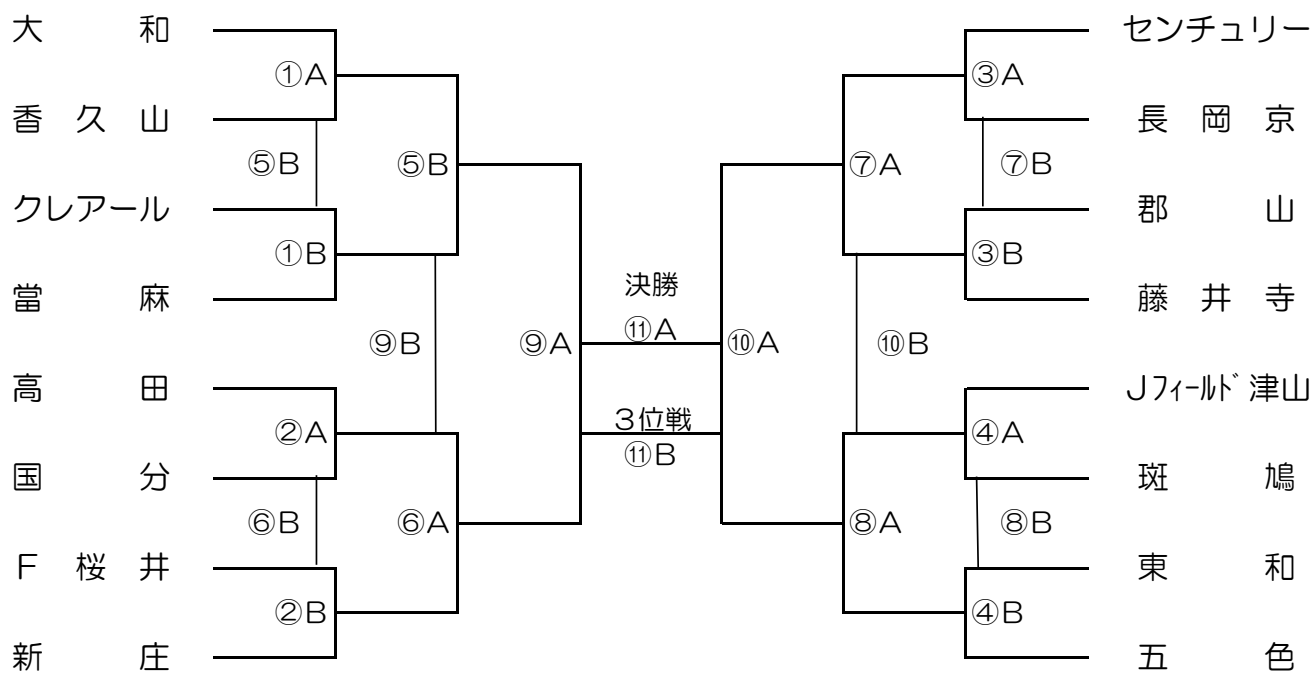 大 和
センチュリー
①A
③A
香 久 山
長 岡 京
⑤B
⑤B
⑦A
⑦B
クレアール
郡 山
①B
③B
當 麻
決勝
藤 井 寺
⑨B
⑨A
⑪A
⑩A
⑩B
高 田
Jフィールド津山
②A
3位戦
④A
⑪B
国 分
斑 鳩
⑥B
⑥A
⑧A
⑧B
F 桜 井
東 和
②B
④B
新 庄
五 色